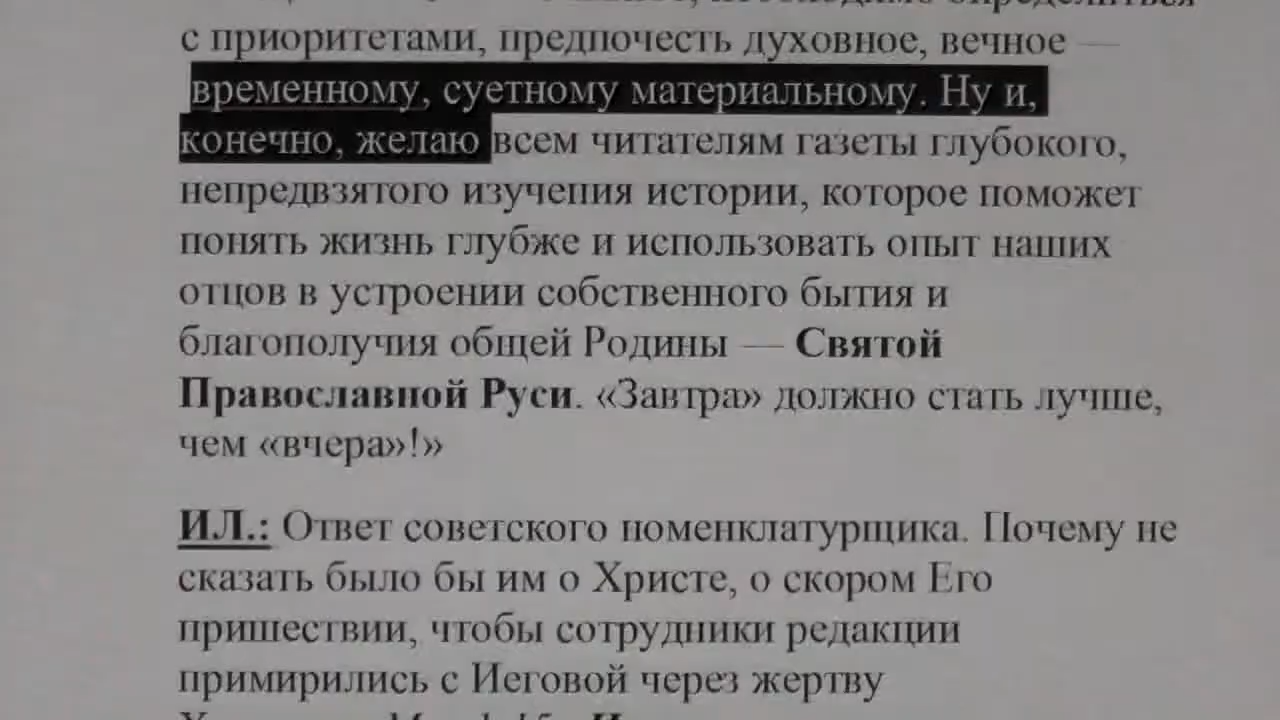 с приоритетами, предпочесть духовное, вечное —
временному, суетному материальному. Ну и,
конечно, желаю всем читателям газеты глубокого,
непредвзятого изучения истории, которое поможет
понять жизнь глубже и использовать опыт наших
отцов в устроении собственного бытия и
благополучия общей Родины — Святой
Православной Руси. «Завтра» должно стать лучше,
чем «вчера»!»
ИЛ.: Ответ советского номенклатурщика. Почему не
сказать было бы им о Христе, о скором Его
пришествии, чтобы сотрудники редакции
примирились с Иеговой через жертву